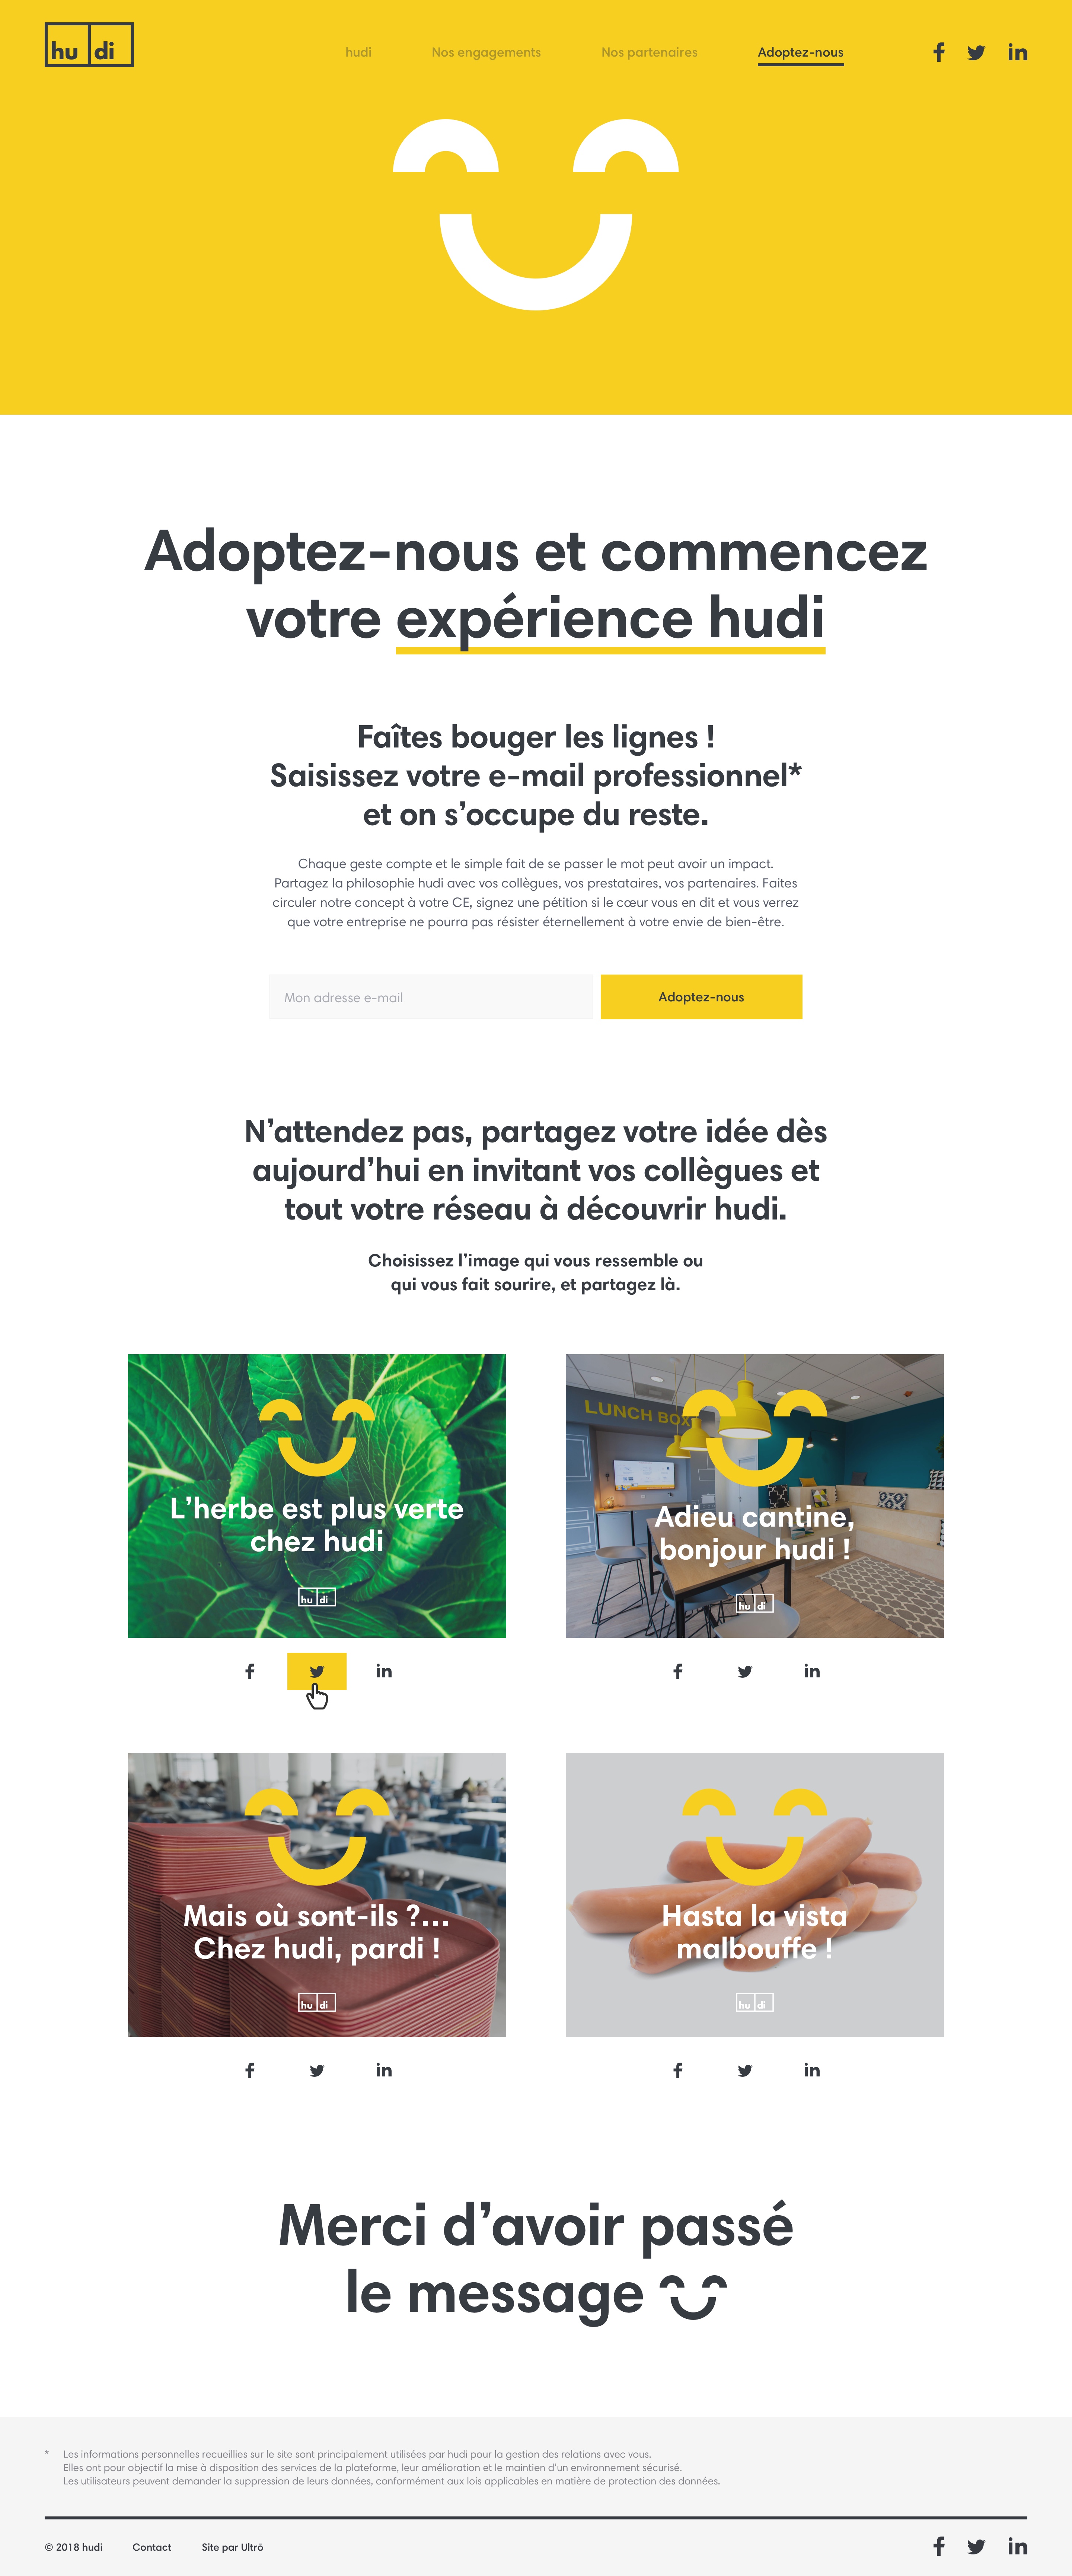 hu di
hudi
Nos engagements
Nos partenaires
Adoptez-nous
Adoptez-nous et commencez
votre expérience hudi
Faîtes bouger les lignes !
Saisissez votre e-mail professionnel*
et on s’occupe du reste.
Chaque geste compte et le simple fait de se passer le mot peut avoir un impact.
Partagez la philosophie hudi avec vos collègues, vos prestataires, vos partenaires. Faites
circuler notre concept à votre CE, signez une pétition si le cœur vous en dit et vous verrez
que votre entreprise ne pourra pas résister éternellement à votre envie de bien-être.
Mon adresse e-mail
Adoptez-nous
N’attendez pas, partagez votre idée dès
aujourd’hui en invitant vos collègues et
tout votre réseau à découvrir hudi.
Choisissez l’image qui vous ressemble ou
qui vous fait sourire, et partagez là.
L’herbe est plus verte
chez hudi
hu di
LUNCH BOX
Adieu cantine,
bonjour hudi !
hu di
Mais où sont-ils ?...
Chez hudi, pardi !
hu di
Hasta la vista
malbouffe !
hu di
Merci d’avoir passé
le message
* Les informations personnelles recueillies sur le site sont principalement utilisées par hudi pour la gestion des relations avec vous.
Elles ont pour objectif la mise à disposition des services de la plateforme, leur amélioration et le maintien d’un environnement sécurisé.
Les utilisateurs peuvent demander la suppression de leurs données, conformément aux lois applicables en matière de protection des données.
© 2018 hudi
Contact
Site par Ultrō